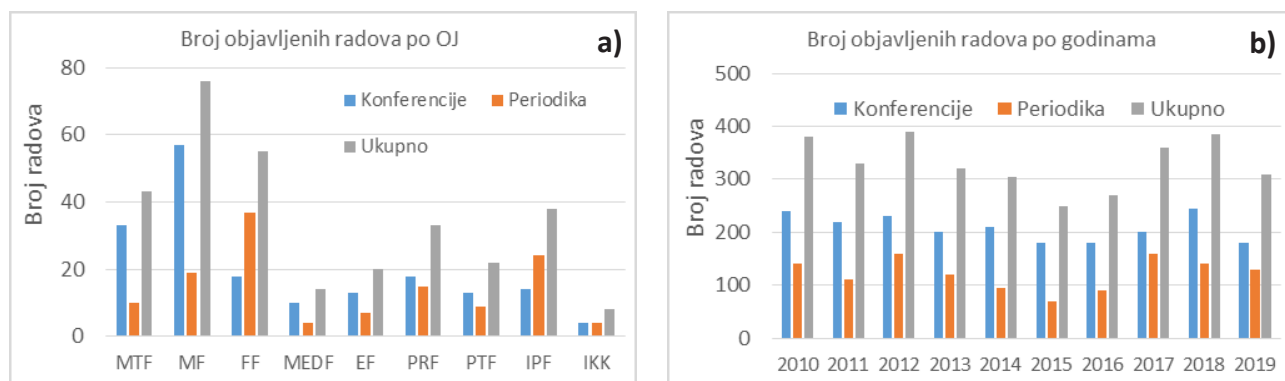 Broj objavljenih radova po OJ
a)
80
Konferencije Periodika
60
Ukupno
40
20
0
Broj radova
MTF MF FF MEDF EF PRF PTF IPF IKK
Broj objavljenih radova po godinama
b)
500
Konferencije Periodika Ukupno
400
300
200
100
0
Broj radova
2010 2011 2012 2013 2014 2015 2016 2017 2018 2019